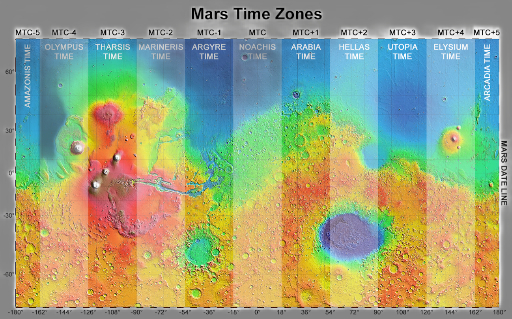 Mars Time Zones
MTC-5 MTC-4 MTC-3 MTC-2 MTC-1 MTC MTC+1 MTC+2 MTC+3 MTC+4 MTC+5
AMAZONIS TIME
OLYMPUS TIME
THARSIS TIME
MARINERIS TIME
ARGYRE TIME
NOACHIS TIME
ARABIA TIME
HELLAS TIME
UTOPIA TIME
ELYSIUM TIME
ARCADIA TIME
60°
30°
0°
-30°
-60°
MARS DATE LINE
-180° -162° -144° -126° -108° -90° -72° -54° -36° -18° 0° 18° 36° 54° 72° 90° 108° 126° 144° 162° 180°